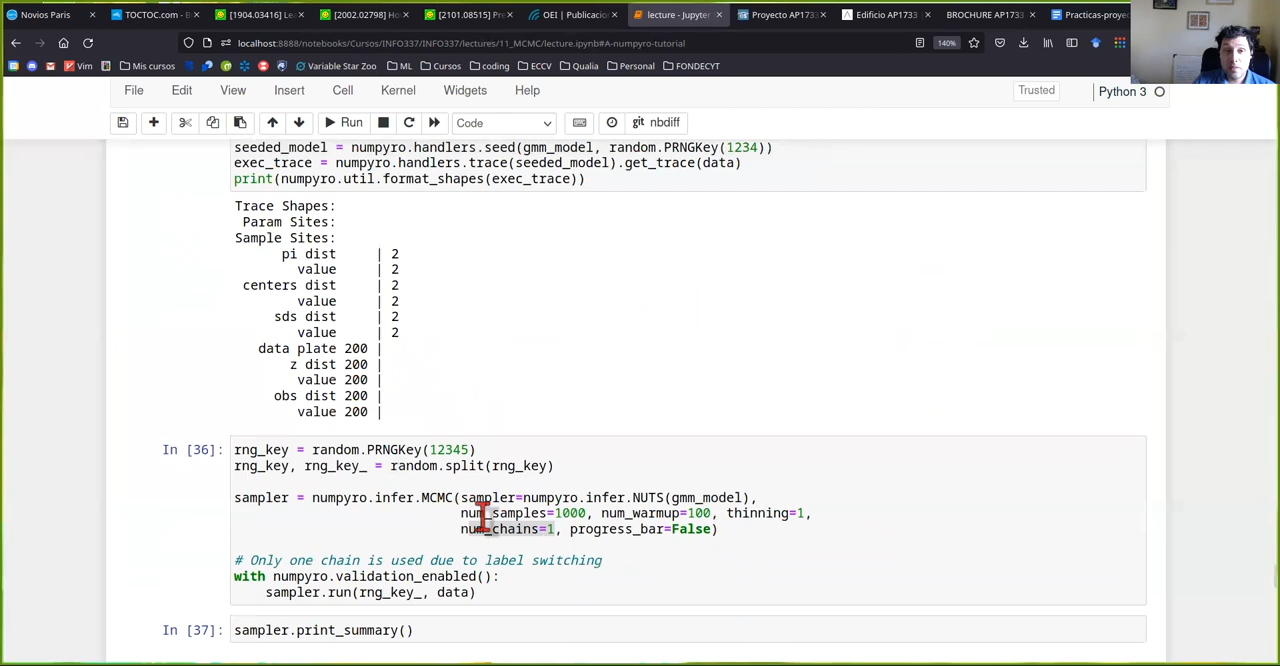 Novios Paris
TOCTOC.com - B
[1904.03416] Le
[2002.02798] Ho
[2101.08515] Pre
OEI | Publicacio
lecture - Jupyter
Proyecto AP1733
Edificio AP1733
BROCHURE AP1733
Practicas-proye
localhost:8888/notebooks/Cursos/INFO337/INFO337/lectures/11_MCMC/lecture.ipynb#A-numpyro-tutorial
140%
Vim
Mis cursos
Variable Star Zoo
ML
Cursos
coding
ECCV
Qualia
Personal
FONDECYT
File Edit View Insert Cell Kernel Widgets Help
Trusted
Python 3
Run
Code
git nbdiff
seeded_model = numpyro.handlers.seed(gmm_model, random.PRNGKey(1234))
exec_trace = numpyro.handlers.trace(seeded_model).get_trace(data)
print(numpyro.util.format_shapes(exec_trace))
Trace Shapes:
Param Sites:
Sample Sites:
pi dist | 2
value | 2
centers dist | 2
value | 2
sds dist | 2
value | 2
data plate 200 |
z dist 200 |
value 200 |
obs dist 200 |
value 200 |
In [36]:
rng_key = random.PRNGKey(12345)
rng_key, rng_key_ = random.split(rng_key)
sampler = numpyro.infer.MCMC(sampler=numpyro.infer.NUTS(gmm_model),
num_samples=1000, num_warmup=100, thinning=1,
num_chains=1, progress_bar=False)
# Only one chain is used due to label switching
with numpyro.validation_enabled():
sampler.run(rng_key_, data)
In [37]:
sampler.print_summary()